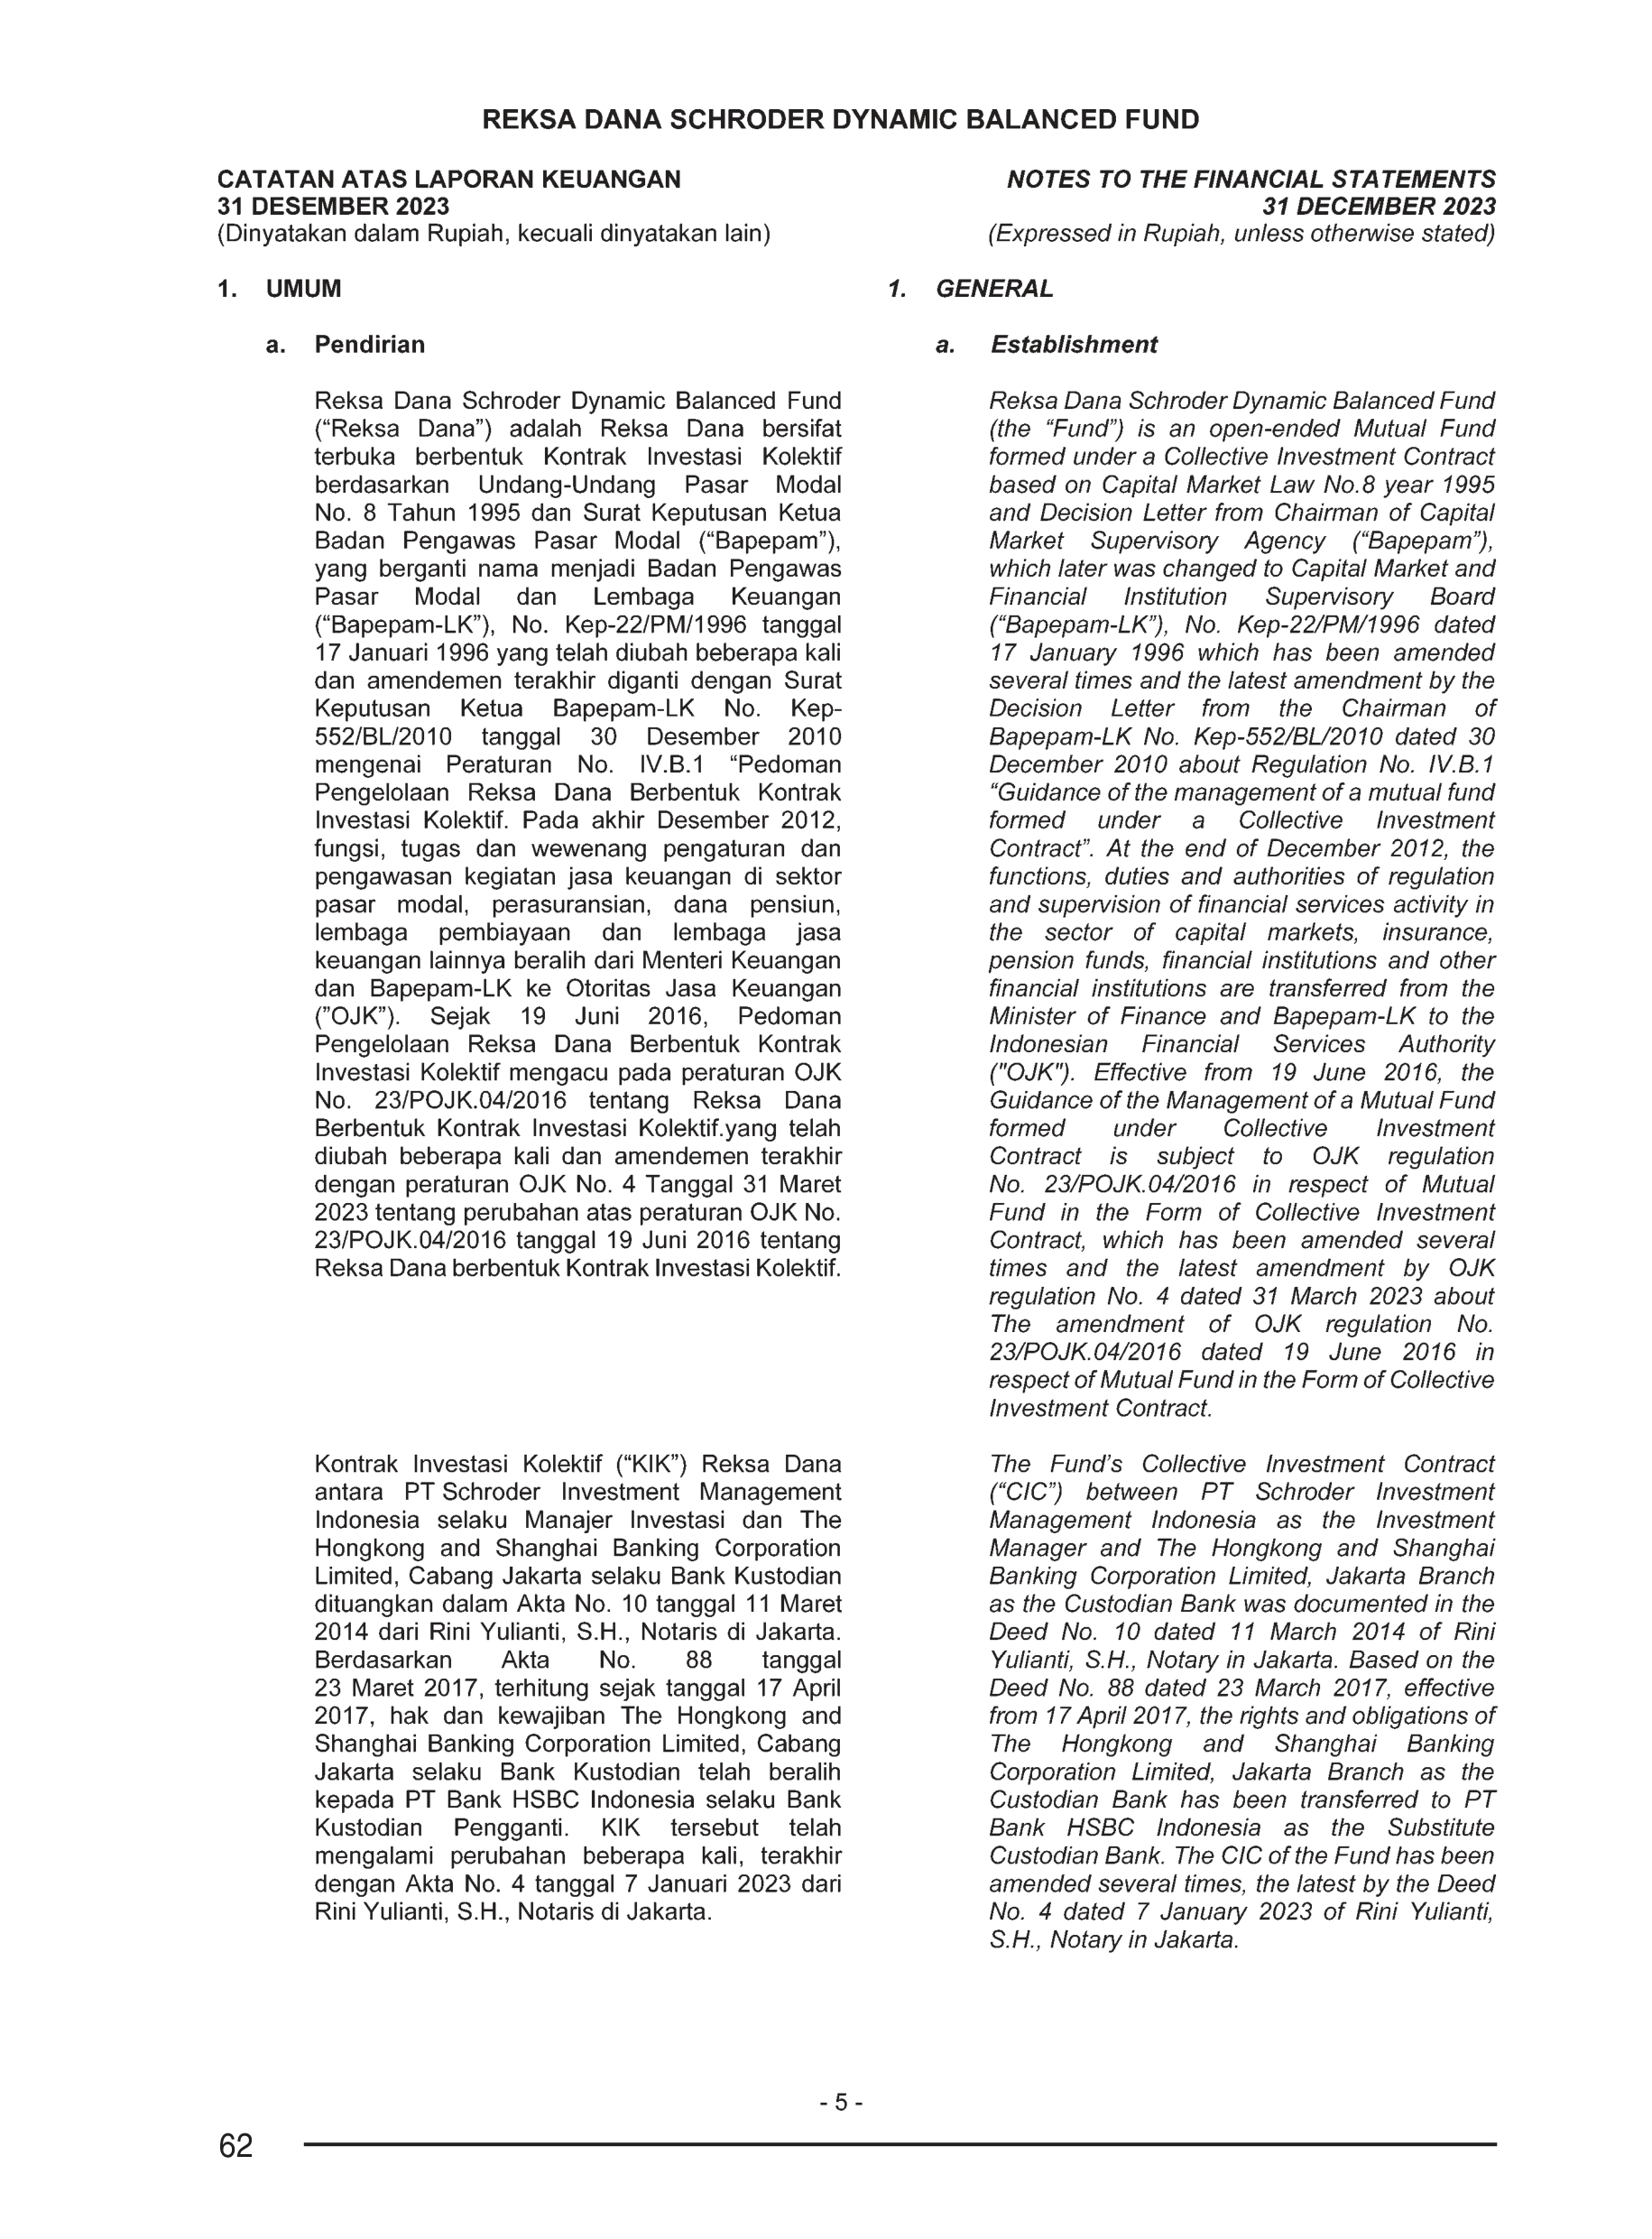 REKSA DANA SCHRODER DYNAMIC BALANCED FUND
CATATAN ATAS LAPORAN KEUANGAN
31 DESEMBER 2023
(Dinyatakan dalam Rupiah, kecuali dinyatakan lain)
NOTES TO THE FINANCIAL STATEMENTS
31 DECEMBER 2023
(Expressed in Rupiah, unless otherwise stated)
1. UMUM
a. Pendirian
Reksa Dana Schroder Dynamic Balanced Fund
(“Reksa Dana”) adalah Reksa Dana bersifat
terbuka berbentuk Kontrak Investasi Kolektif
berdasarkan Undang-Undang Pasar Modal
No. 8 Tahun 1995 dan Surat Keputusan Ketua
Badan Pengawas Pasar Modal (“Bapepam”),
yang berganti nama menjadi Badan Pengawas
Pasar Modal dan Lembaga Keuangan
(“Bapepam-LK”), No. Kep-22/PM/1996 tanggal
17 Januari 1996 yang telah diubah beberapa kali
dan amendemen terakhir diganti dengan Surat
Keputusan Ketua Bapepam-LK No. Kep-
552/BL/2010 tanggal 30 Desember 2010
mengenai Peraturan No. IV.B.1 “Pedoman
Pengelolaan Reksa Dana Berbentuk Kontrak
Investasi Kolektif. Pada akhir Desember 2012,
fungsi, tugas dan wewenang pengaturan dan
pengawasan kegiatan jasa keuangan di sektor
pasar modal, perasuransian, dana pensiun,
lembaga pembiayaan dan lembaga jasa
keuangan lainnya beralih dari Menteri Keuangan
dan Bapepam-LK ke Otoritas Jasa Keuangan
(”OJK”). Sejak 19 Juni 2016, Pedoman
Pengelolaan Reksa Dana Berbentuk Kontrak
Investasi Kolektif mengacu pada peraturan OJK
No. 23/POJK.04/2016 tentang Reksa Dana
Berbentuk Kontrak Investasi Kolektif.yang telah
diubah beberapa kali dan amendemen terakhir
dengan peraturan OJK No. 4 Tanggal 31 Maret
2023 tentang perubahan atas peraturan OJK No.
23/POJK.04/2016 tanggal 19 Juni 2016 tentang
Reksa Dana berbentuk Kontrak Investasi Kolektif.
Kontrak Investasi Kolektif (“KIK”) Reksa Dana
antara PT Schroder Investment Management
Indonesia selaku Manajer Investasi dan The
Hongkong and Shanghai Banking Corporation
Limited, Cabang Jakarta selaku Bank Kustodian
dituangkan dalam Akta No. 10 tanggal 11 Maret
2014 dari Rini Yulianti, S.H., Notaris di Jakarta.
Berdasarkan Akta No. 88 tanggal
23 Maret 2017, terhitung sejak tanggal 17 April
2017, hak dan kewajiban The Hongkong and
Shanghai Banking Corporation Limited, Cabang
Jakarta selaku Bank Kustodian telah beralih
kepada PT Bank HSBC Indonesia selaku Bank
Kustodian Pengganti. KIK tersebut telah
mengalami perubahan beberapa kali, terakhir
dengan Akta No. 4 tanggal 7 Januari 2023 dari
Rini Yulianti, S.H., Notaris di Jakarta.
1. GENERAL
a. Establishment
Reksa Dana Schroder Dynamic Balanced Fund
(the “Fund”) is an open-ended Mutual Fund
formed under a Collective Investment Contract
based on Capital Market Law No.8 year 1995
and Decision Letter from Chairman of Capital
Market Supervisory Agency (“Bapepam”),
which later was changed to Capital Market and
Financial Institution Supervisory Board
(“Bapepam-LK”), No. Kep-22/PM/1996 dated
17 January 1996 which has been amended
several times and the latest amendment by the
Decision Letter from the Chairman of
Bapepam-LK No. Kep-552/BL/2010 dated 30
December 2010 about Regulation No. IV.B.1
“Guidance of the management of a mutual fund
formed under a Collective Investment
Contract”. At the end of December 2012, the
functions, duties and authorities of regulation
and supervision of financial services activity in
the sector of capital markets, insurance,
pension funds, financial institutions and other
financial institutions are transferred from the
Minister of Finance and Bapepam-LK to the
Indonesian Financial Services Authority
("OJK"). Effective from 19 June 2016, the
Guidance of the Management of a Mutual Fund
formed under Collective Investment
Contract is subject to OJK regulation
No. 23/POJK.04/2016 in respect of Mutual
Fund in the Form of Collective Investment
Contract, which has been amended several
times and the latest amendment by OJK
regulation No. 4 dated 31 March 2023 about
The amendment of OJK regulation No.
23/POJK.04/2016 dated 19 June 2016 in
respect of Mutual Fund in the Form of Collective
Investment Contract.
The Fund’s Collective Investment Contract
(“CIC”) between PT Schroder Investment
Management Indonesia as the Investment
Manager and The Hongkong and Shanghai
Banking Corporation Limited, Jakarta Branch
as the Custodian Bank was documented in the
Deed No. 10 dated 11 March 2014 of Rini
Yulianti, S.H., Notary in Jakarta. Based on the
Deed No. 88 dated 23 March 2017, effective
from 17 April 2017, the rights and obligations of
The Hongkong and Shanghai Banking
Corporation Limited, Jakarta Branch as the
Custodian Bank has been transferred to PT
Bank HSBC Indonesia as the Substitute
Custodian Bank. The CIC of the Fund has been
amended several times, the latest by the Deed
No. 4 dated 7 January 2023 of Rini Yulianti,
S.H., Notary in Jakarta.
- 5 -
62